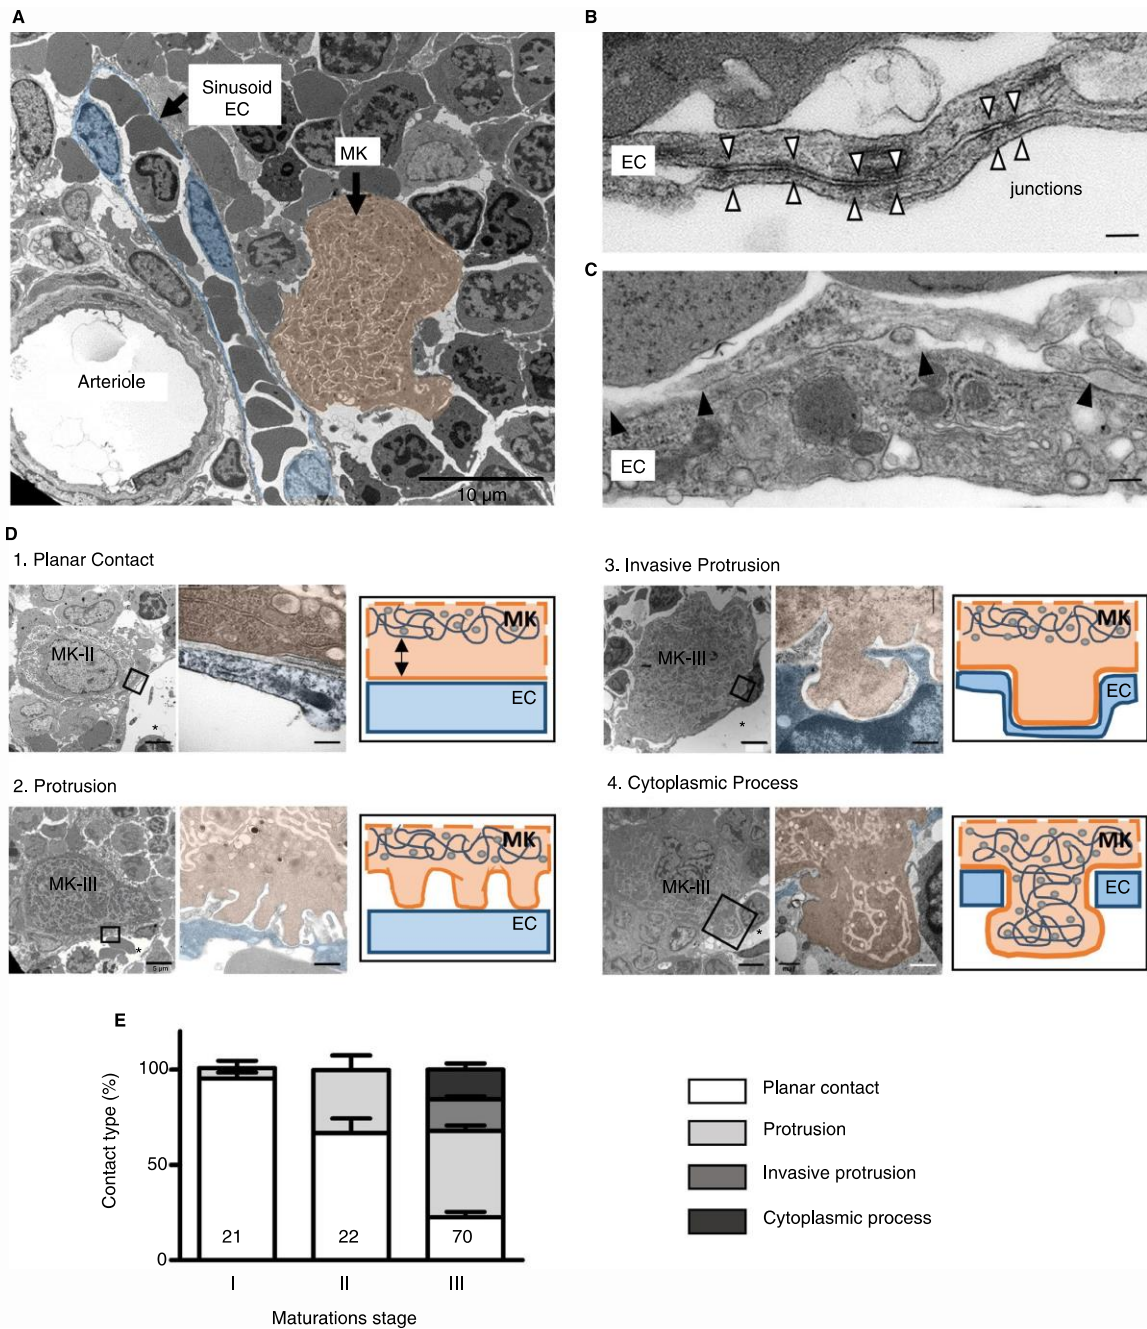 A
Sinusoid
EC
MK
Arteriole
10 µm
B
EC
junctions
C
EC
D
1. Planar Contact
MK-II
*
MK
EC
2. Protrusion
MK-III
*
5 µm
MK
EC
3. Invasive Protrusion
MK-III
*
MK
EC
4. Cytoplasmic Process
MK-III
*
MK
EC
E
Contact type (%)
100
50
0
21
22
70
I
II
III
Maturations stage
Planar contact
Protrusion
Invasive protrusion
Cytoplasmic process